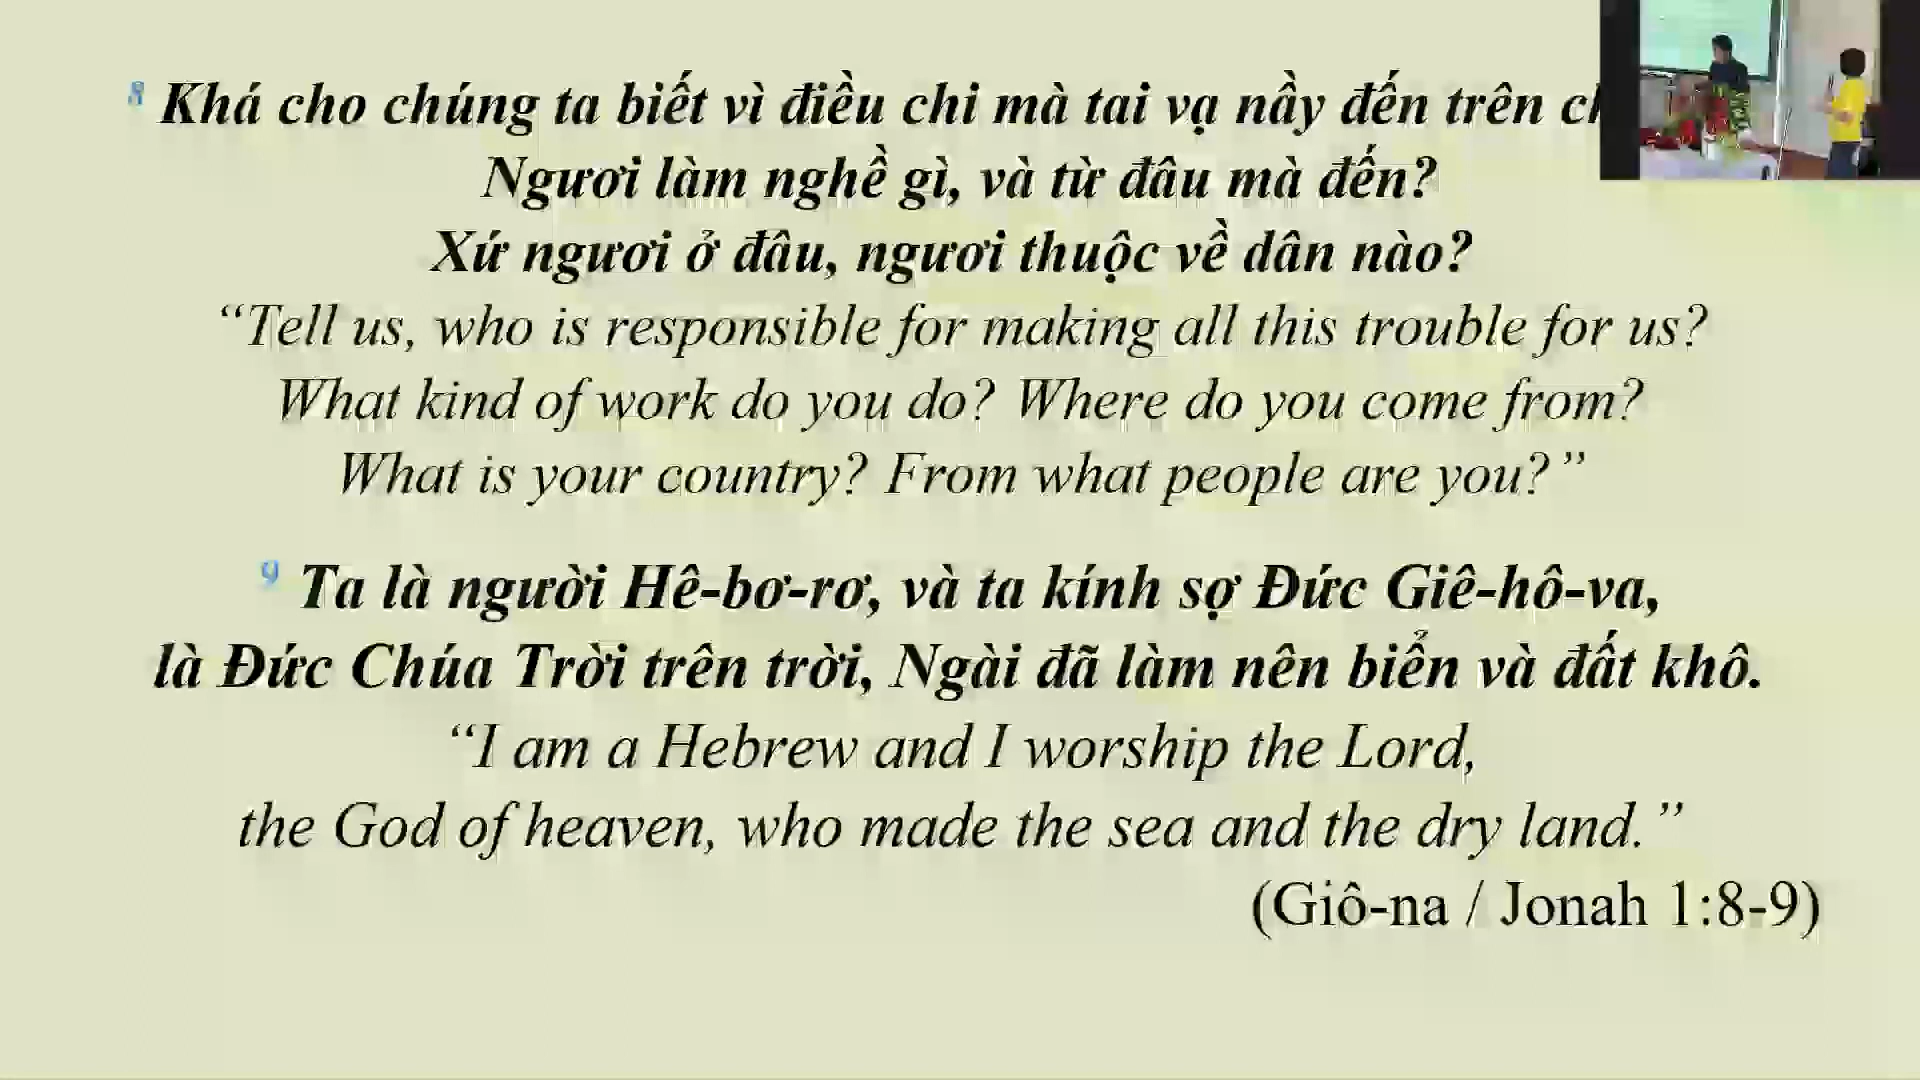 8 Khá cho chúng ta biết vì điều chi mà tai vạ nầy đến trên
Ngươi làm nghề gì, và từ đâu mà đến?
Xứ ngươi ở đâu, ngươi thuộc về dân nào?
“Tell us, who is responsible for making all this trouble for us?
What kind of work do you do? Where do you come from?
What is your country? From what people are you?”
9 Ta là người Hê-bơ-rơ, và ta kính sợ Đức Giê-hô-va,
là Đức Chúa Trời trên trời, Ngài đã làm nên biển và đất khô.
“I am a Hebrew and I worship the Lord,
the God of heaven, who made the sea and the dry land.”
(Giô-na / Jonah 1:8-9)